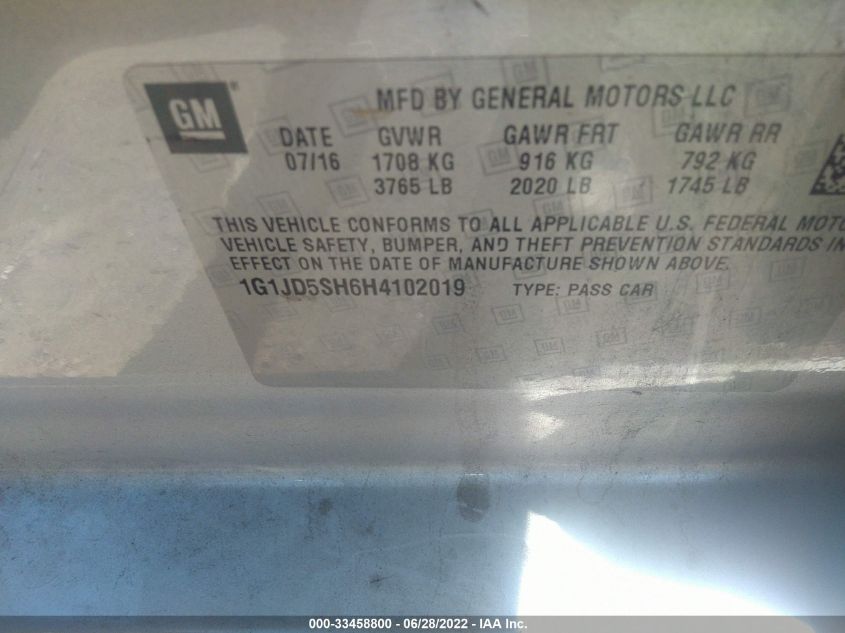 GM ® MFD BY GENERAL MOTORS LLC
DATE GVWR GAWR FRT GAWR RR
07/16 1708 KG 916 KG 792 KG
3765 LB 2020 LB 1745 LB
THIS VEHICLE CONFORMS TO ALL APPLICABLE U.S. FEDERAL MOTO
VEHICLE SAFETY, BUMPER, AND THEFT PREVENTION STANDARDS IN
EFFECT ON THE DATE OF MANUFACTURE SHOWN ABOVE.
1G1JD5SH6H4102019 TYPE: PASS CAR
000-33458800 - 06/28/2022 - IAA Inc.